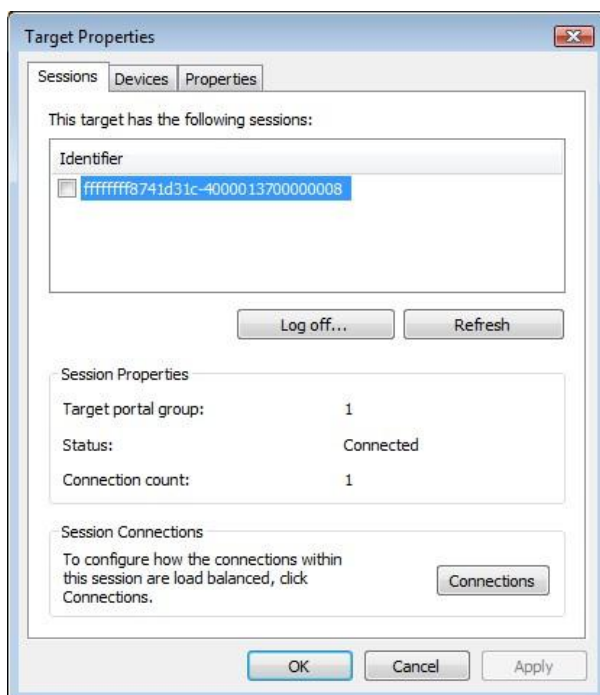 Target Properties
Sessions Devices Properties
This target has the following sessions:
Identifier
ffffffff8741d31c-4000013700000008
Log off... Refresh
Session Properties
Target portal group: 1
Status: Connected
Connection count: 1
Session Connections
To configure how the connections within
this session are load balanced, click
Connections.
Connections
OK Cancel Apply